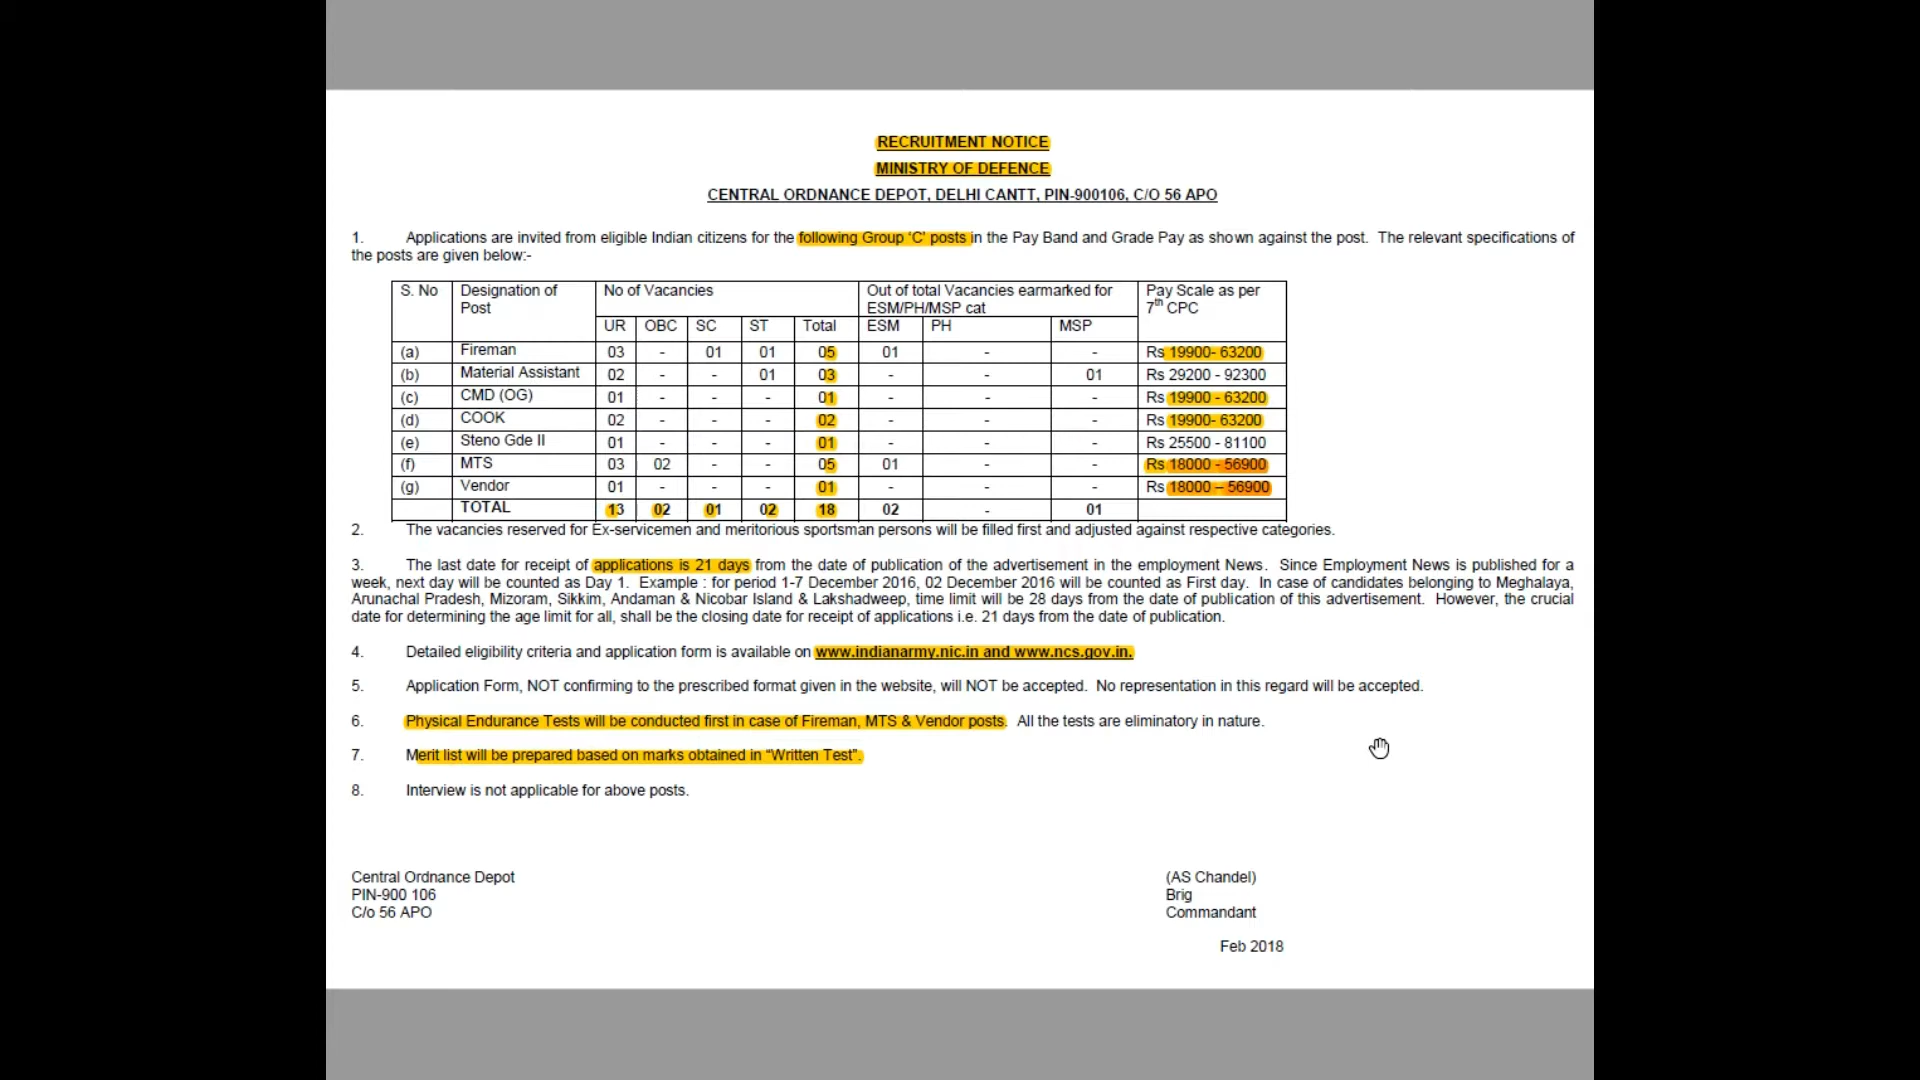 RECRUITMENT NOTICE
MINISTRY OF DEFENCE
CENTRAL ORDNANCE DEPOT, DELHI CANTT, PIN-900106, C/O 56 APO
1. Applications are invited from eligible Indian citizens for the following Group 'C' posts in the Pay Band and Grade Pay as shown against the post. The relevant specifications of
the posts are given below:-
S. No Designation of Post No of Vacancies Out of total Vacancies earmarked for ESM/PH/MSP cat Pay Scale as per 7th CPC
UR OBC SC ST Total ESM PH MSP
(a) Fireman 03 - 01 01 05 01 - - Rs 19900- 63200
(b) Material Assistant 02 - - 01 03 - - 01 Rs 29200 - 92300
(c) CMD (OG) 01 - - - 01 - - - Rs 19900 - 63200
(d) COOK 02 - - - 02 - - - Rs 19900- 63200
(e) Steno Gde II 01 - - - 01 - - - Rs 25500 - 81100
(f) MTS 03 02 - - 05 01 - - Rs 18000 - 56900
(g) Vendor 01 - - - 01 - - - Rs 18000 – 56900
TOTAL 13 02 01 02 18 02 - 01
2. The vacancies reserved for Ex-servicemen and meritorious sportsman persons will be filled first and adjusted against respective categories.
3. The last date for receipt of applications is 21 days from the date of publication of the advertisement in the employment News. Since Employment News is published for a
week, next day will be counted as Day 1. Example : for period 1-7 December 2016, 02 December 2016 will be counted as First day. In case of candidates belonging to Meghalaya,
Arunachal Pradesh, Mizoram, Sikkim, Andaman & Nicobar Island & Lakshadweep, time limit will be 28 days from the date of publication of this advertisement. However, the crucial
date for determining the age limit for all, shall be the closing date for receipt of applications i.e. 21 days from the date of publication.
4. Detailed eligibility criteria and application form is available on www.indianarmy.nic.in and www.ncs.gov.in.
5. Application Form, NOT confirming to the prescribed format given in the website, will NOT be accepted. No representation in this regard will be accepted.
6. Physical Endurance Tests will be conducted first in case of Fireman, MTS & Vendor posts. All the tests are eliminatory in nature.
7. Merit list will be prepared based on marks obtained in "Written Test".
8. Interview is not applicable for above posts.
Central Ordnance Depot (AS Chandel)
PIN-900 106 Brig
C/o 56 APO Commandant
Feb 2018